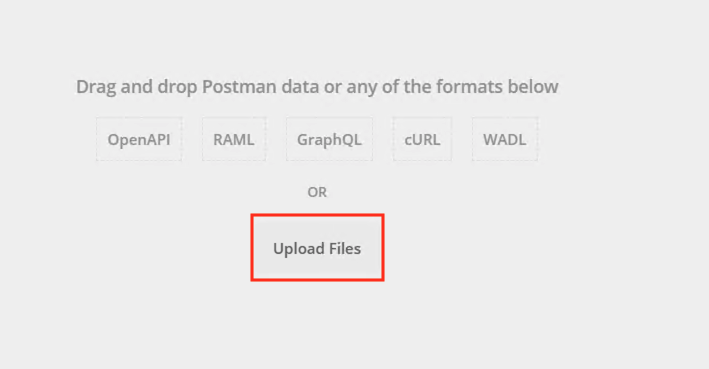 Drag and drop Postman data or any of the formats below
OpenAPI RAML GraphQL cURL WADL
OR
Upload Files